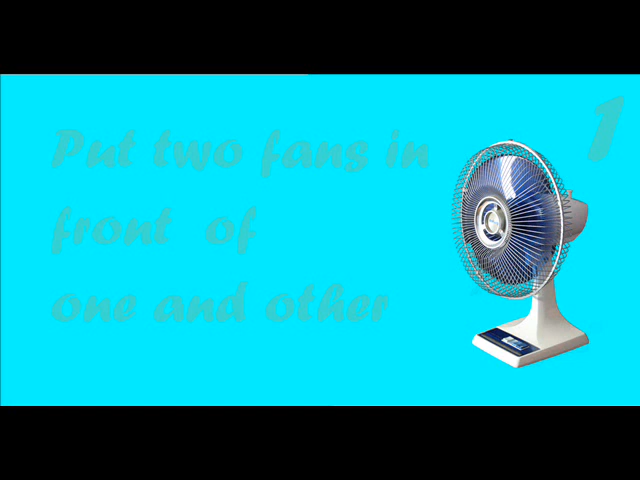 1
Put two fans in
front of
one and other